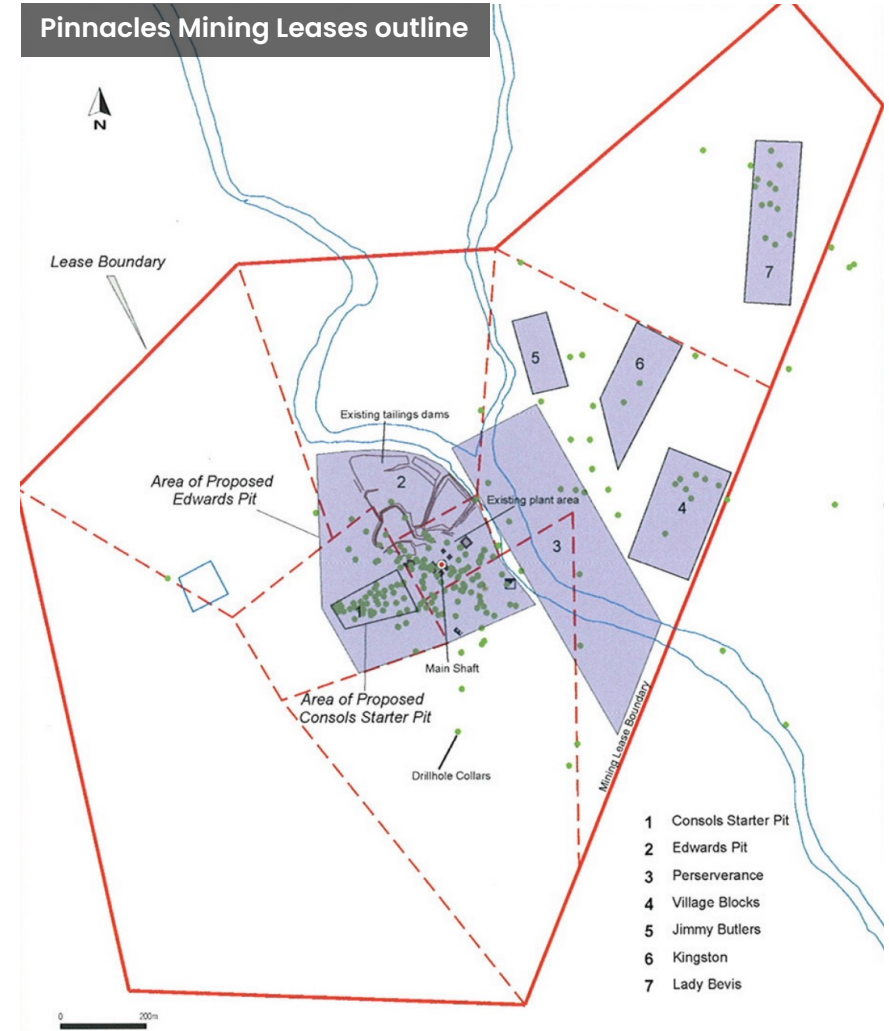 Pinnacles Mining Leases outline
N
Lease Boundary
7
5
6
Existing tailings dams
2
Area of Proposed
Edwards Pit
Existing plant area
4
3
1
Main Shaft
Area of Proposed
Consols Starter Pit
Mining Lease Boundary
Drillhole Collars
1 Consols Starter Pit
2 Edwards Pit
3 Perserverance
4 Village Blocks
5 Jimmy Butlers
6 Kingston
7 Lady Bevis
0 200m